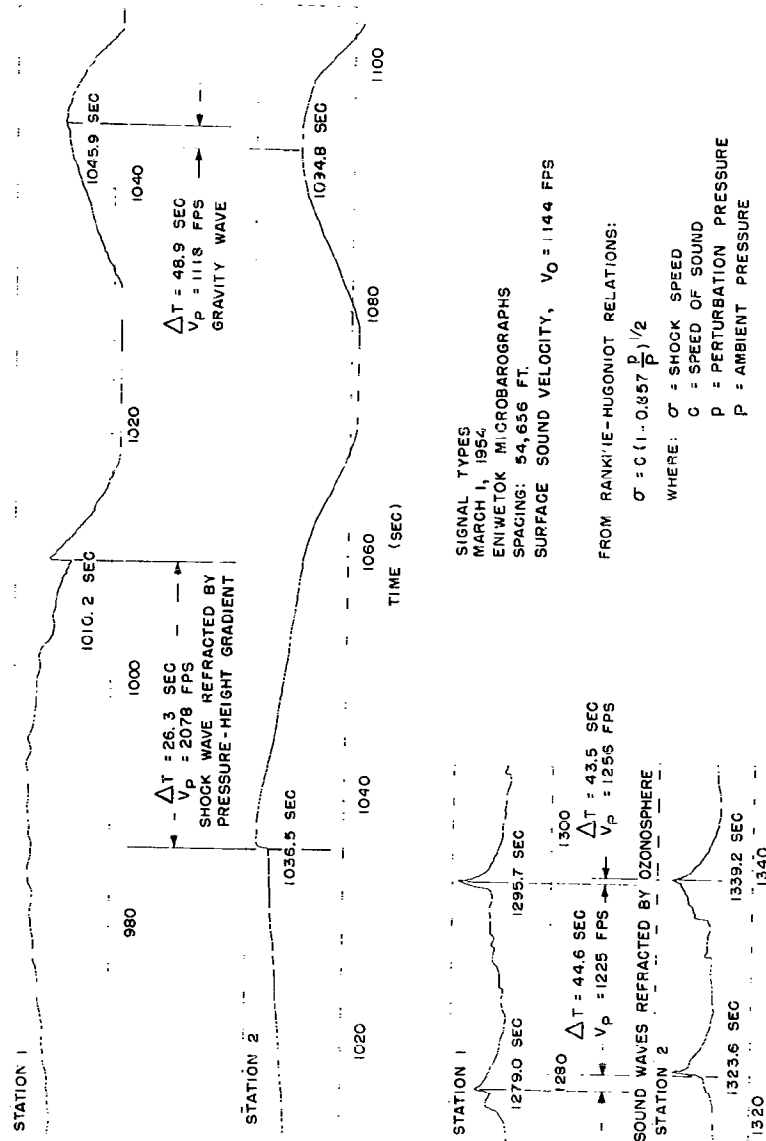 STATION 1
980
1000
1010.2 SEC
1020
1040
1045.9 SEC
ΔT = 26.3 SEC
Vp = 2078 FPS
SHOCK WAVE REFRACTED BY
PRESSURE-HEIGHT GRADIENT
ΔT = 48.9 SEC
Vp = 1118 FPS
GRAVITY WAVE
STATION 2
1036.5 SEC
1094.8 SEC
1020
1040
1060
1080
1100
TIME (SEC)
STATION 1
1279.0 SEC
1295.7 SEC
1280
1300
ΔT = 44.6 SEC
Vp = 1225 FPS
ΔT = 43.5 SEC
Vp = 1256 FPS
SOUND WAVES REFRACTED BY OZONOSPHERE
STATION 2
1323.6 SEC
1339.2 SEC
1320
1340
SIGNAL TYPES
MARCH 1, 1954
ENIWETOK MICROBAROGRAPHS
SPACING: 54,656 FT.
SURFACE SOUND VELOCITY, V₀ = 1144 FPS
FROM RANKINE-HUGONIOT RELATIONS:
σ = C (1 - 0.857 p/P)^1/2
WHERE: σ = SHOCK SPEED
C = SPEED OF SOUND
p = PERTURBATION PRESSURE
P = AMBIENT PRESSURE